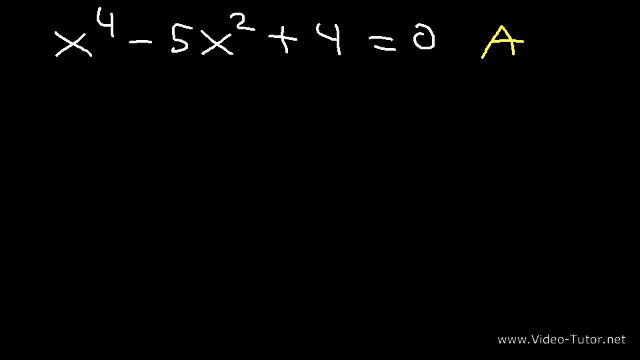 x⁴ - 5x² + 4 = 0 A
www.Video-Tutor.net